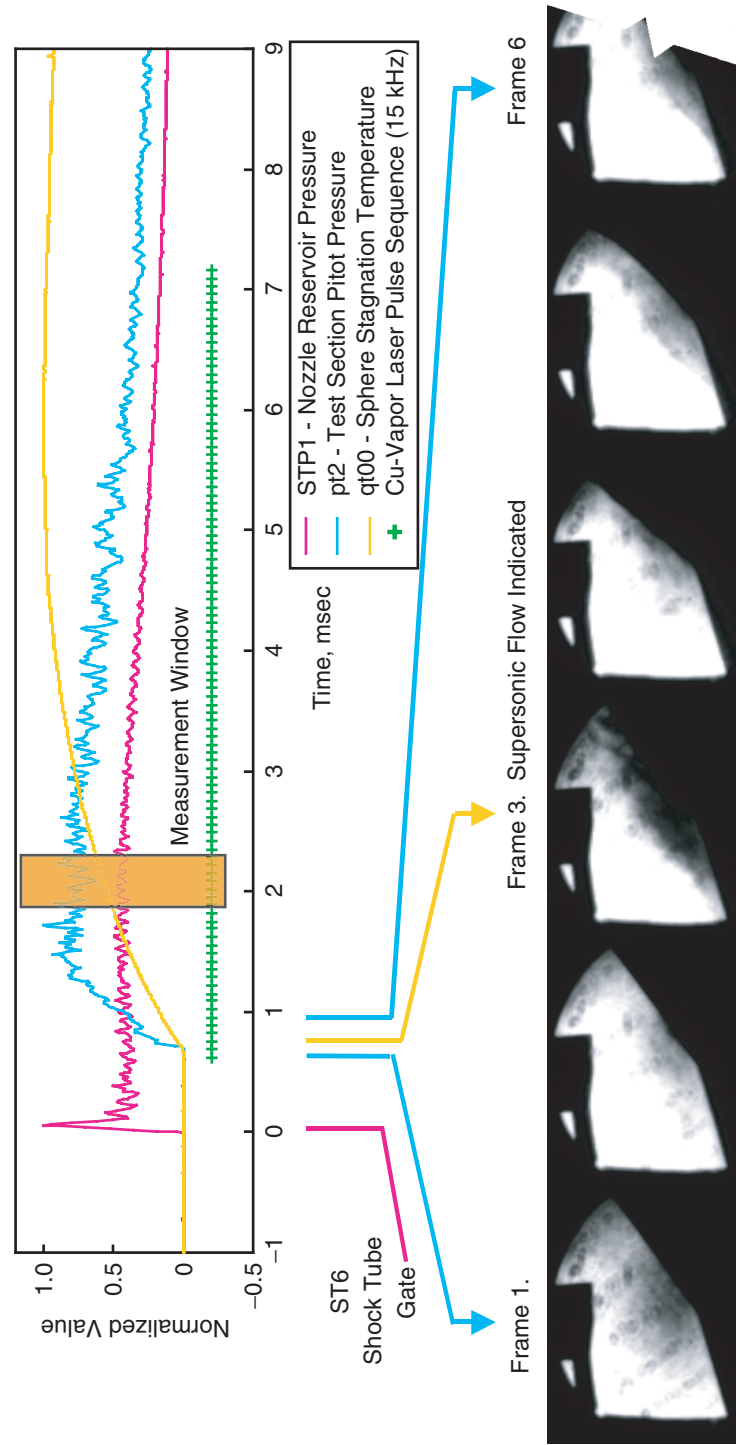 Normalized Value
1.0
0.5
0
−0.5
−1
0
1
2
3
4
5
6
7
8
9
Measurement Window
Time, msec
STP1 - Nozzle Reservoir Pressure
pt2 - Test Section Pitot Pressure
qt00 - Sphere Stagnation Temperature
Cu-Vapor Laser Pulse Sequence (15 kHz)
ST6
Shock Tube
Gate
Frame 1.
Frame 3. Supersonic Flow Indicated
Frame 6